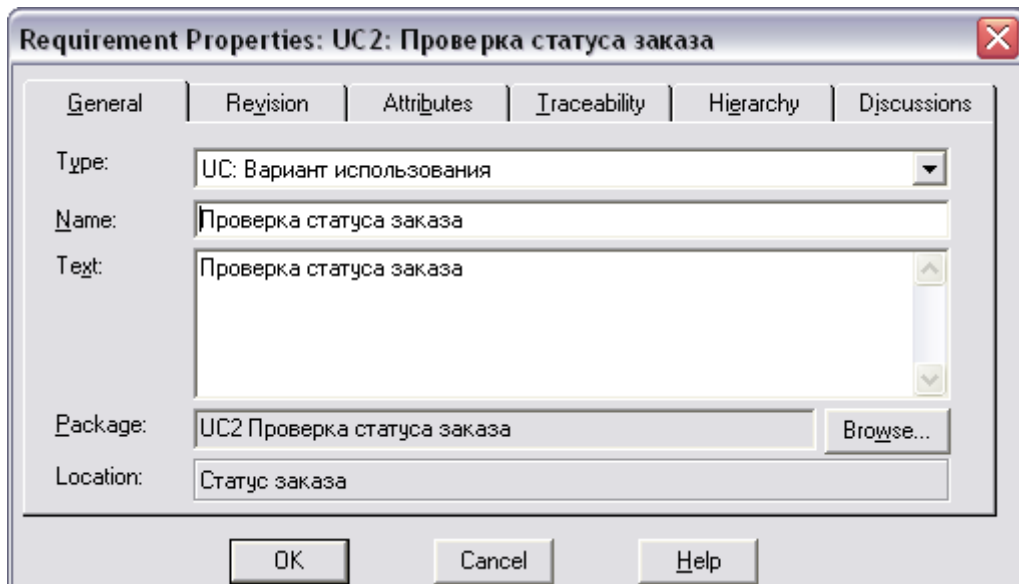 Requirement Properties: UC2: Проверка статуса заказа
General Revision Attributes Traceability Hierarchy Discussions
Type: UC: Вариант использования
Name: Проверка статуса заказа
Text: Проверка статуса заказа
Package: UC2 Проверка статуса заказа Browse...
Location: Статус заказа
OK Cancel Help